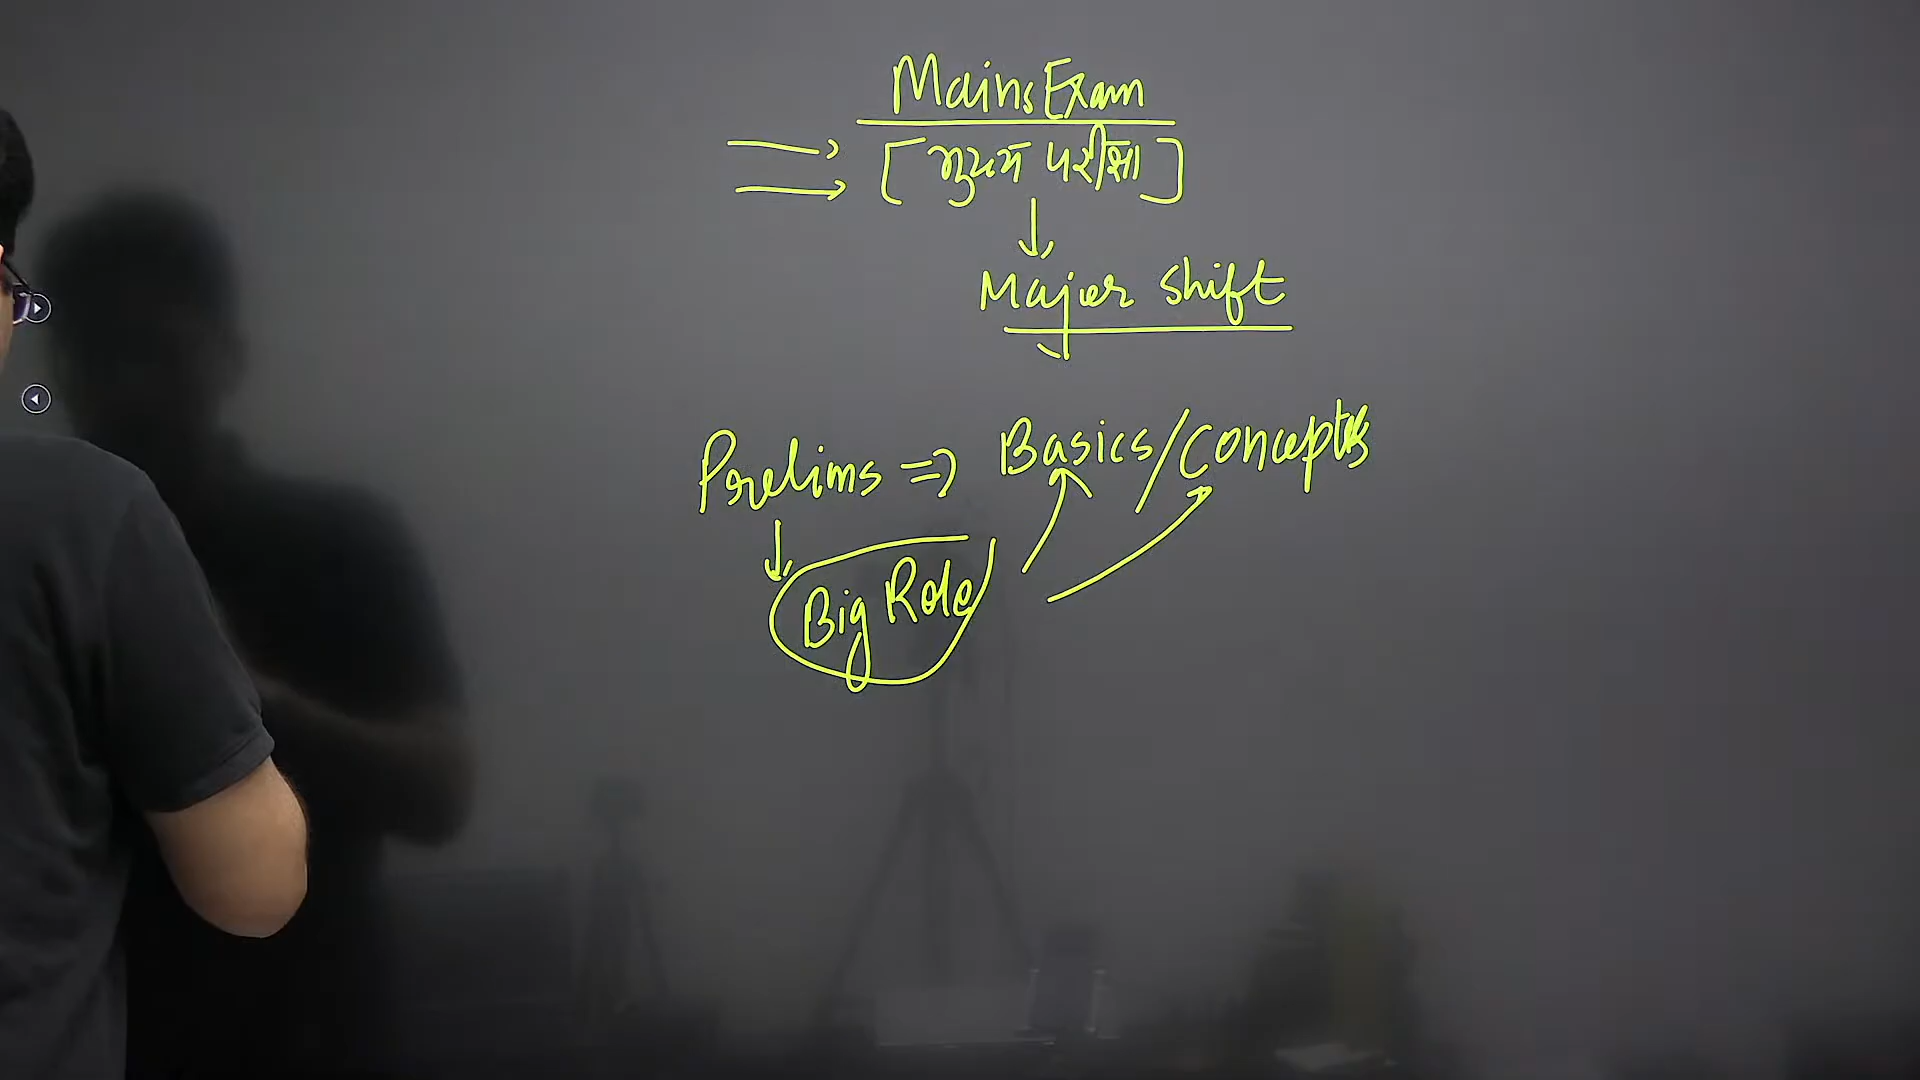 Mains Exam
[मुख्य परीक्षा]
Major Shift
Prelims => Basics/Concepts
Big Role